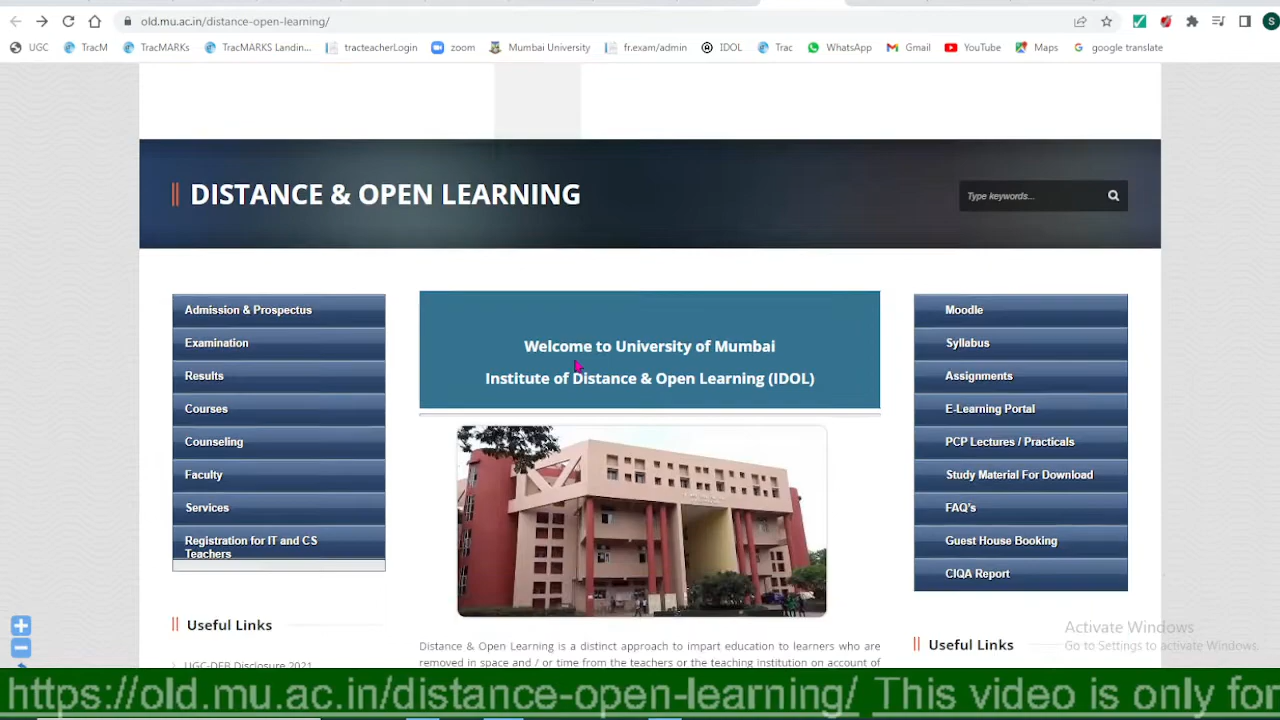 old.mu.ac.in/distance-open-learning/
UGC TracM TracMARKs TracMARKS Landin... tracteacherLogin zoom Mumbai University fr.exam/admin IDOL Trac WhatsApp Gmail YouTube Maps google translate
DISTANCE & OPEN LEARNING
Type keywords...
Admission & Prospectus
Examination
Results
Courses
Counseling
Faculty
Services
Registration for IT and CS
Teachers
Useful Links
UGC-DEB Disclosure 2021
Welcome to University of Mumbai
Institute of Distance & Open Learning (IDOL)
Distance & Open Learning is a distinct approach to impart education to learners who are
removed in space and / or time from the teachers or the teaching institution on account of
Moodle
Syllabus
Assignments
E-Learning Portal
PCP Lectures / Practicals
Study Material For Download
FAQ's
Guest House Booking
CIQA Report
Useful Links
Activate Windows
Go to Settings to activate Windows.
https://old.mu.ac.in/distance-open-learning/ This video is only for